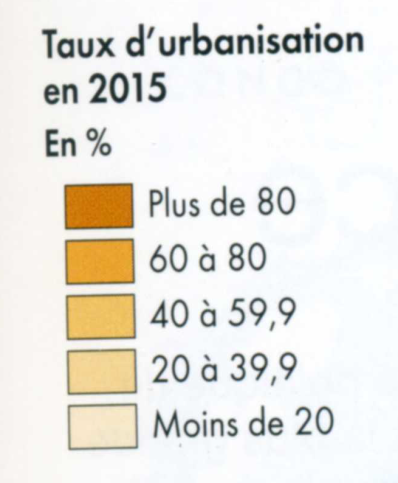 Taux d'urbanisation
en 2015
En %
Plus de 80
60 à 80
40 à 59,9
20 à 39,9
Moins de 20